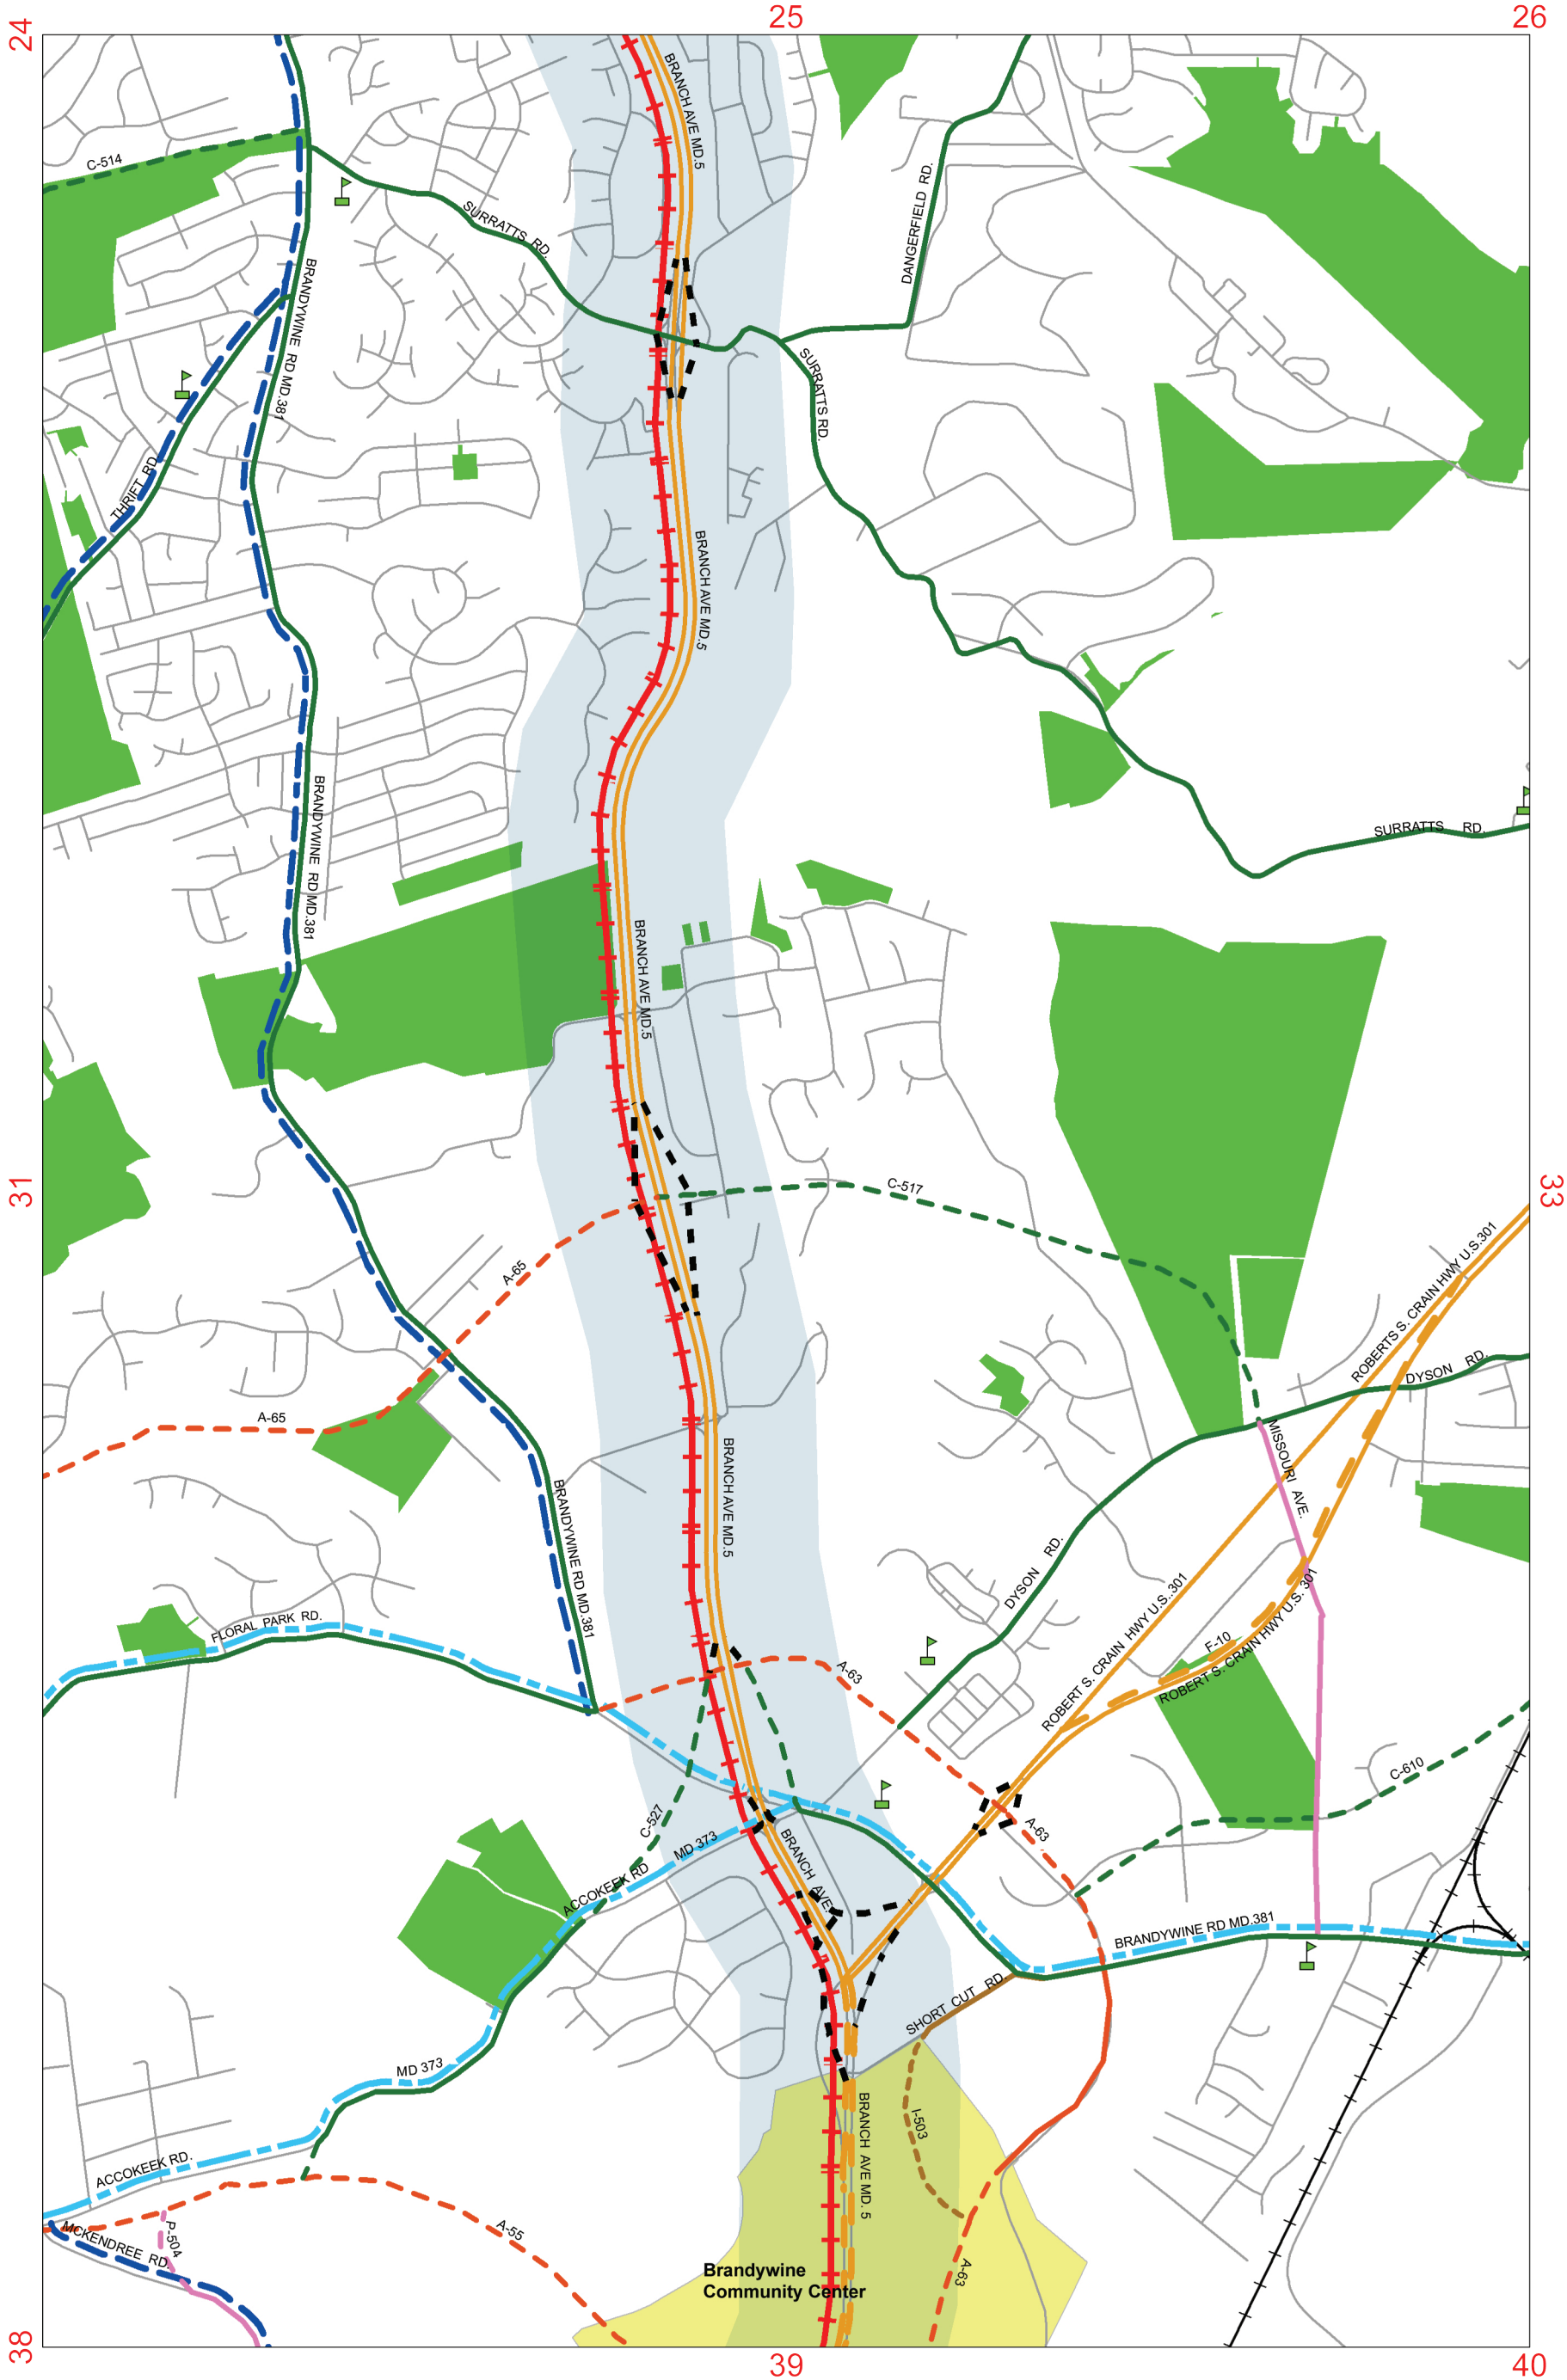 24
25
26
BRANCH AVE MD.5
C-514
SURRATTS RD.
DANGERFIELD RD.
BRANDYWINE RD MD.381
SURRATTS RD.
THRIFT RD.
BRANCH AVE MD.5
BRANDYWINE RD MD.381
SURRATTS RD.
BRANCH AVE MD.5
31
33
C-517
A-65
ROBERTS S. CRAIN HWY U.S.301
DYSON RD.
A-65
MISSOURI AVE.
BRANCH AVE MD.5
BRANDYWINE RD MD.381
DYSON RD.
ROBERT S. CRAIN HWY U.S..301
FLORAL PARK RD.
F-10
ROBERT S. CRAIN HWY U.S. 301
A-63
C-610
C-527
A-63
MD 373
ACCOKEEK RD
BRANCH AVE.
BRANDYWINE RD MD.381
SHORT CUT RD.
MD 373
I-503
BRANCH AVE MD. 5
ACCOKEEK RD.
P-504
MCKENDREE RD.
A-55
A-63
Brandywine
Community Center
38
39
40